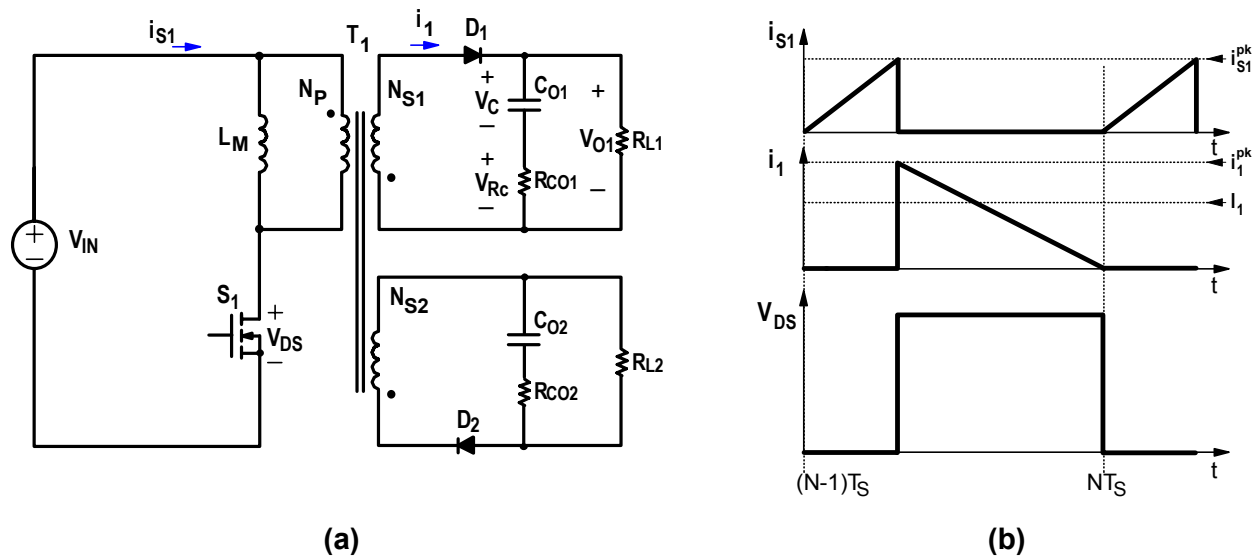 iS1
T1
i1
D1
NP
NS1
+
VC
−
CO1
+
VO1
−
RL1
LM
+
VRc
−
RCO1
+
−
VIN
S1
+
VDS
−
NS2
CO2
RCO2
RL2
D2
(a)
iS1
iS1pk
t
i1
i1pk
I1
t
VDS
t
(N-1)TS
NTS
(b)